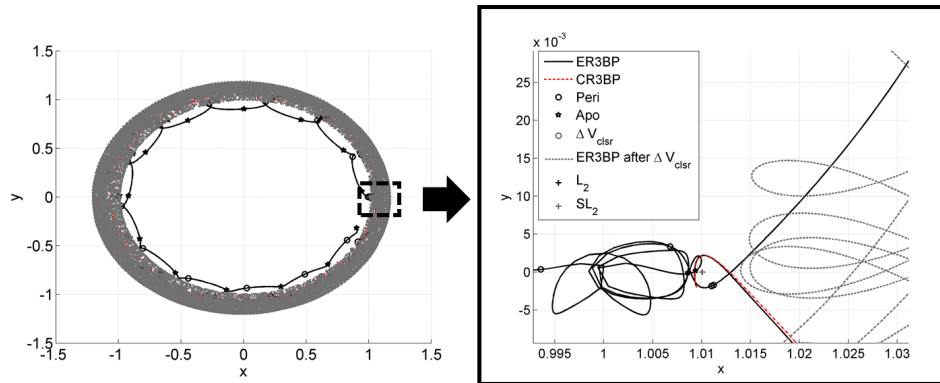 1.5
1
0.5
0
-0.5
-1
-1.5
y
-1.5 -1 -0.5 0 0.5 1 1.5
x
x 10⁻³
25
20
15
10
5
0
-5
y
ER3BP
CR3BP
Peri
Apo
Δ V_clsr
ER3BP after Δ V_clsr
L₂
SL₂
0.995 1 1.005 1.01 1.015 1.02 1.025 1.03
x